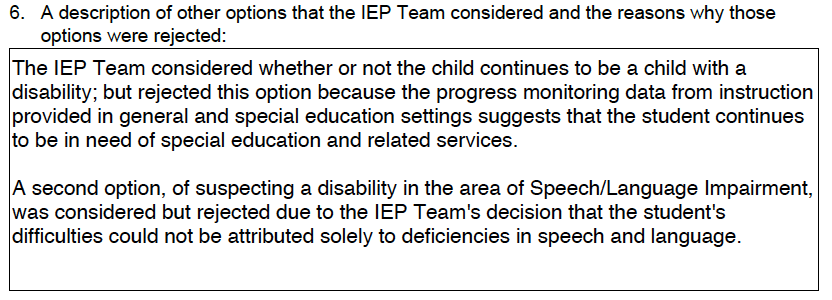 6. A description of other options that the IEP Team considered and the reasons why those
options were rejected:
The IEP Team considered whether or not the child continues to be a child with a
disability; but rejected this option because the progress monitoring data from instruction
provided in general and special education settings suggests that the student continues
to be in need of special education and related services.
A second option, of suspecting a disability in the area of Speech/Language Impairment,
was considered but rejected due to the IEP Team's decision that the student's
difficulties could not be attributed solely to deficiencies in speech and language.